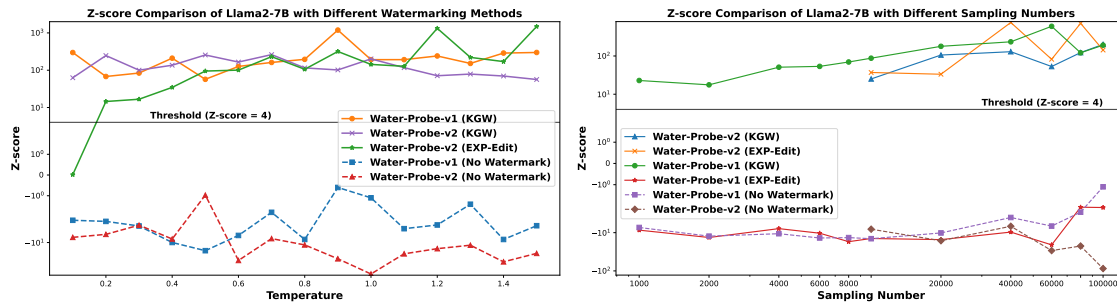 Z-score Comparison of Llama2-7B with Different Watermarking Methods
10³
10²
10¹
10⁰
0
−10⁰
−10¹
Z-score
Threshold (Z-score = 4)
Water-Probe-v1 (KGW)
Water-Probe-v2 (KGW)
Water-Probe-v2 (EXP-Edit)
Water-Probe-v1 (No Watermark)
Water-Probe-v2 (No Watermark)
0.2 0.4 0.6 0.8 1.0 1.2 1.4
Temperature
Z-score Comparison of Llama2-7B with Different Sampling Numbers
10²
10¹
10⁰
0
−10⁰
−10¹
−10²
Z-score
Threshold (Z-score = 4)
Water-Probe-v2 (KGW)
Water-Probe-v2 (EXP-Edit)
Water-Probe-v1 (KGW)
Water-Probe-v1 (EXP-Edit)
Water-Probe-v1 (No Watermark)
Water-Probe-v2 (No Watermark)
1000 2000 4000 6000 8000 20000 40000 60000 100000
Sampling Number